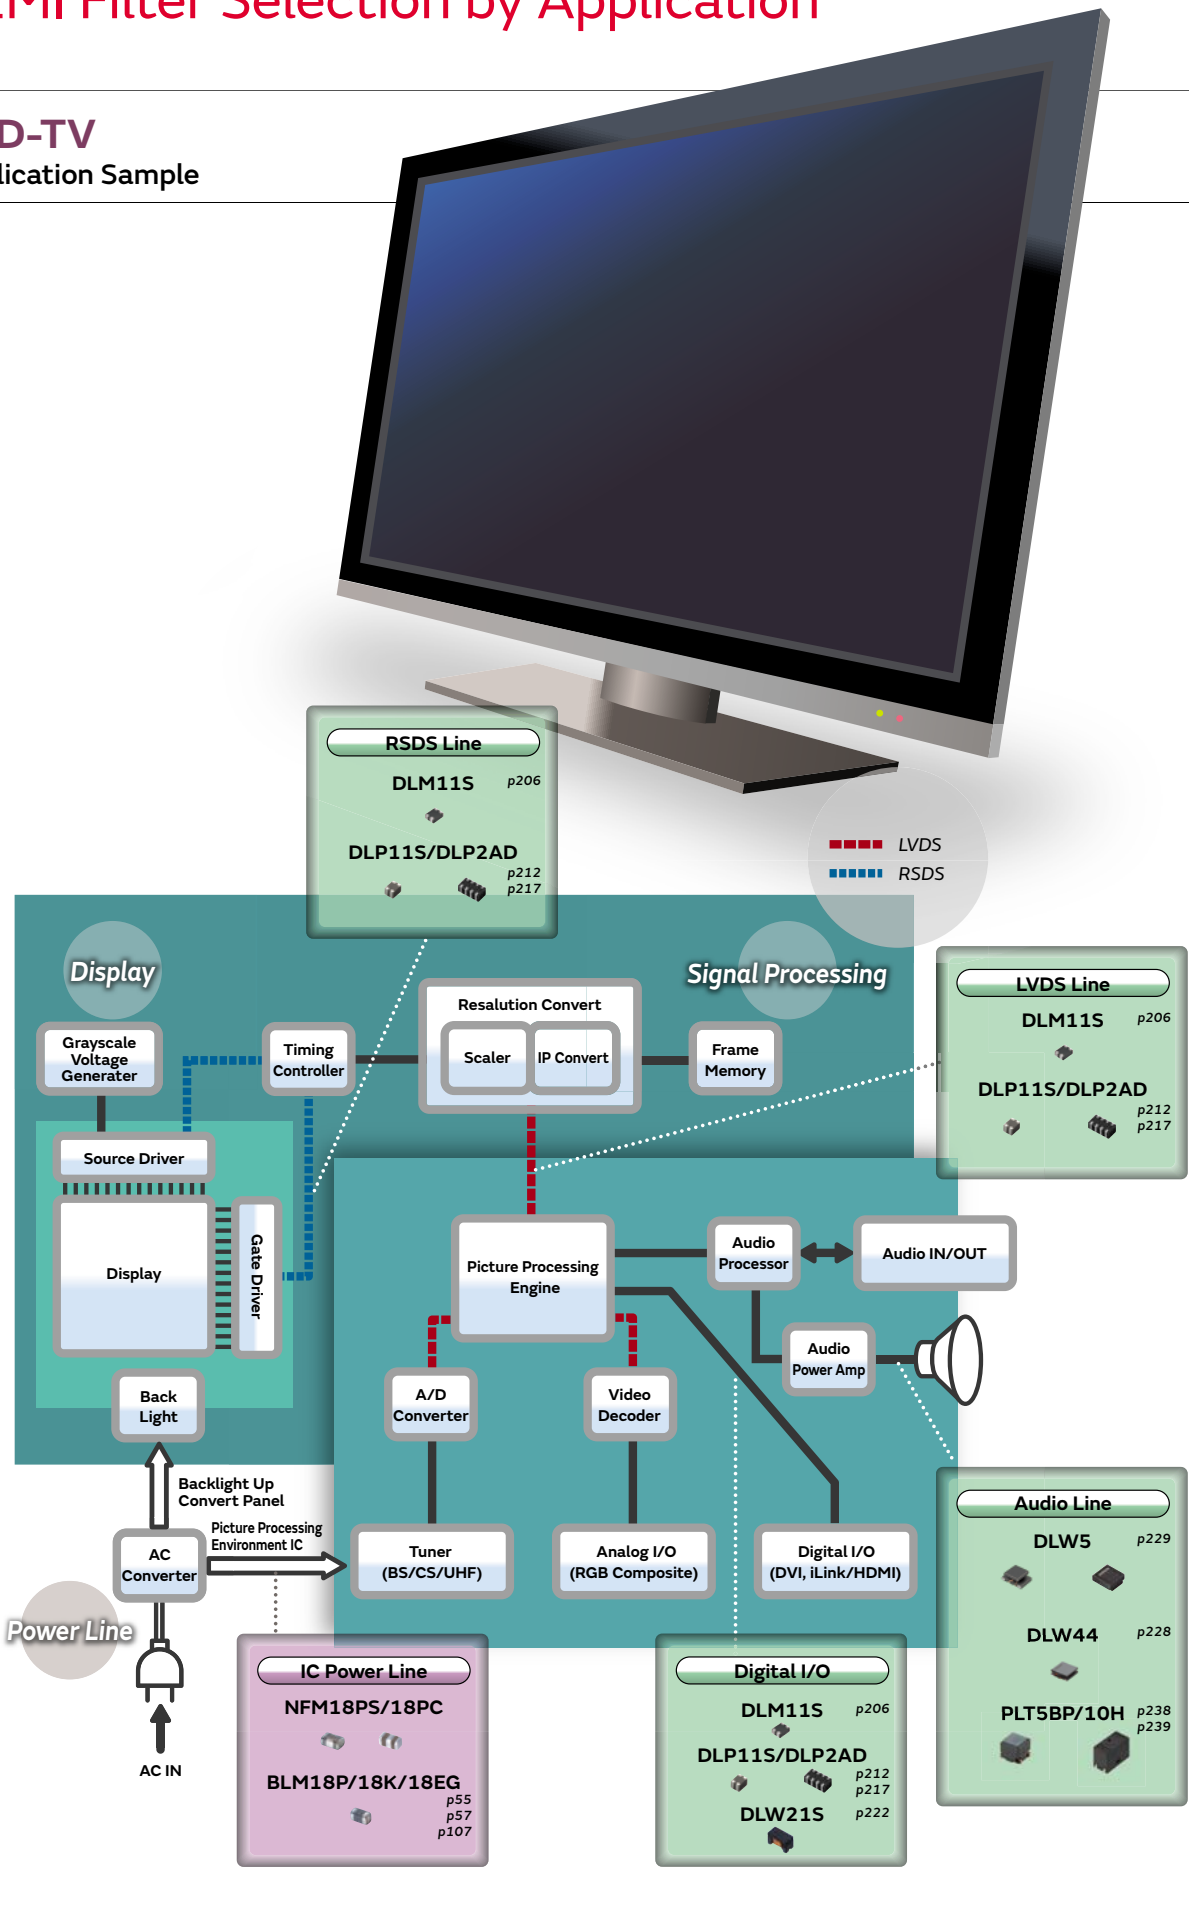 EMI Filter Selection by Application
D-TV
lication Sample
RSDS Line
DLM11S p206
DLP11S/DLP2AD
p212
p217
LVDS
RSDS
Display
Signal Processing
LVDS Line
DLM11S p206
DLP11S/DLP2AD
p212
p217
Resalution Convert
Scaler
IP Convert
Grayscale
Voltage
Generater
Timing
Controller
Frame
Memory
Source Driver
Display
Gate Driver
Back
Light
Picture Processing
Engine
Audio
Processor
Audio IN/OUT
Audio
Power Amp
A/D
Converter
Video
Decoder
Backlight Up
Convert Panel
Picture Processing
Environment IC
AC
Converter
Tuner
(BS/CS/UHF)
Analog I/O
(RGB Composite)
Digital I/O
(DVI, iLink/HDMI)
Power Line
AC IN
Audio Line
DLW5 p229
DLW44 p228
PLT5BP/10H p238
p239
IC Power Line
NFM18PS/18PC
BLM18P/18K/18EG
p55
p57
p107
Digital I/O
DLM11S p206
DLP11S/DLP2AD
p212
p217
DLW21S p222